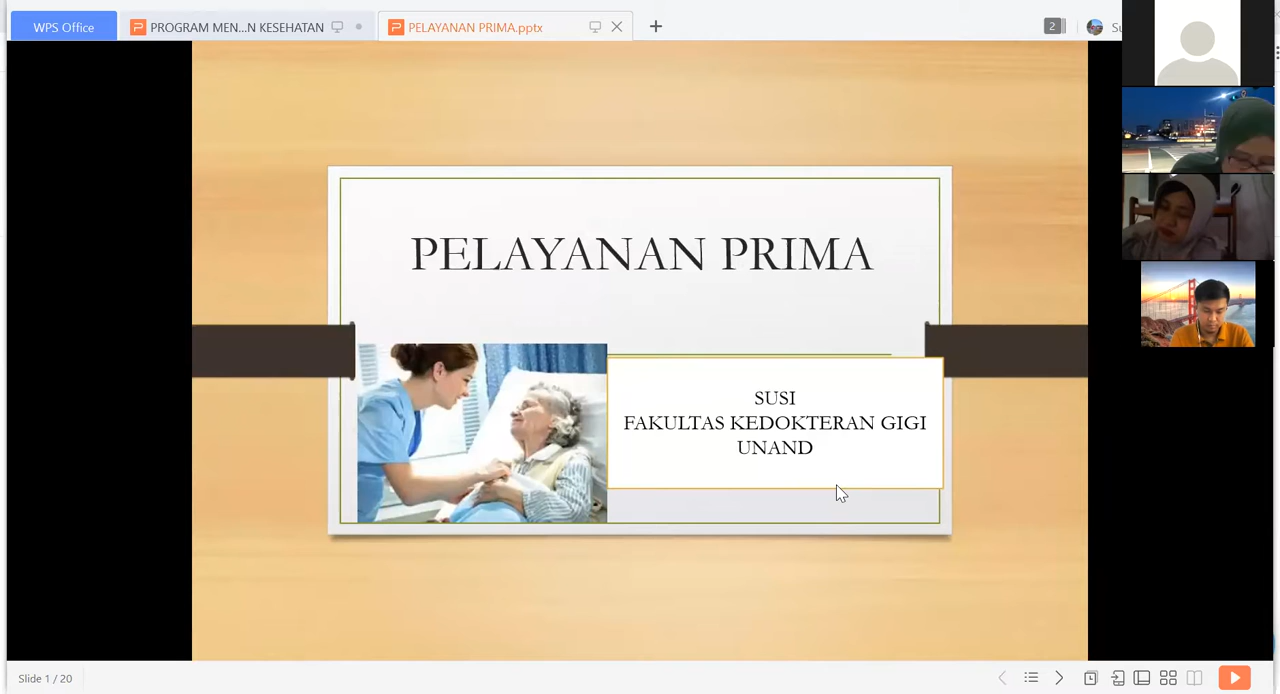 WPS Office
PROGRAM MEN...N KESEHATAN
PELAYANAN PRIMA.pptx
2
PELAYANAN PRIMA
SUSI
FAKULTAS KEDOKTERAN GIGI
UNAND
Slide 1 / 20